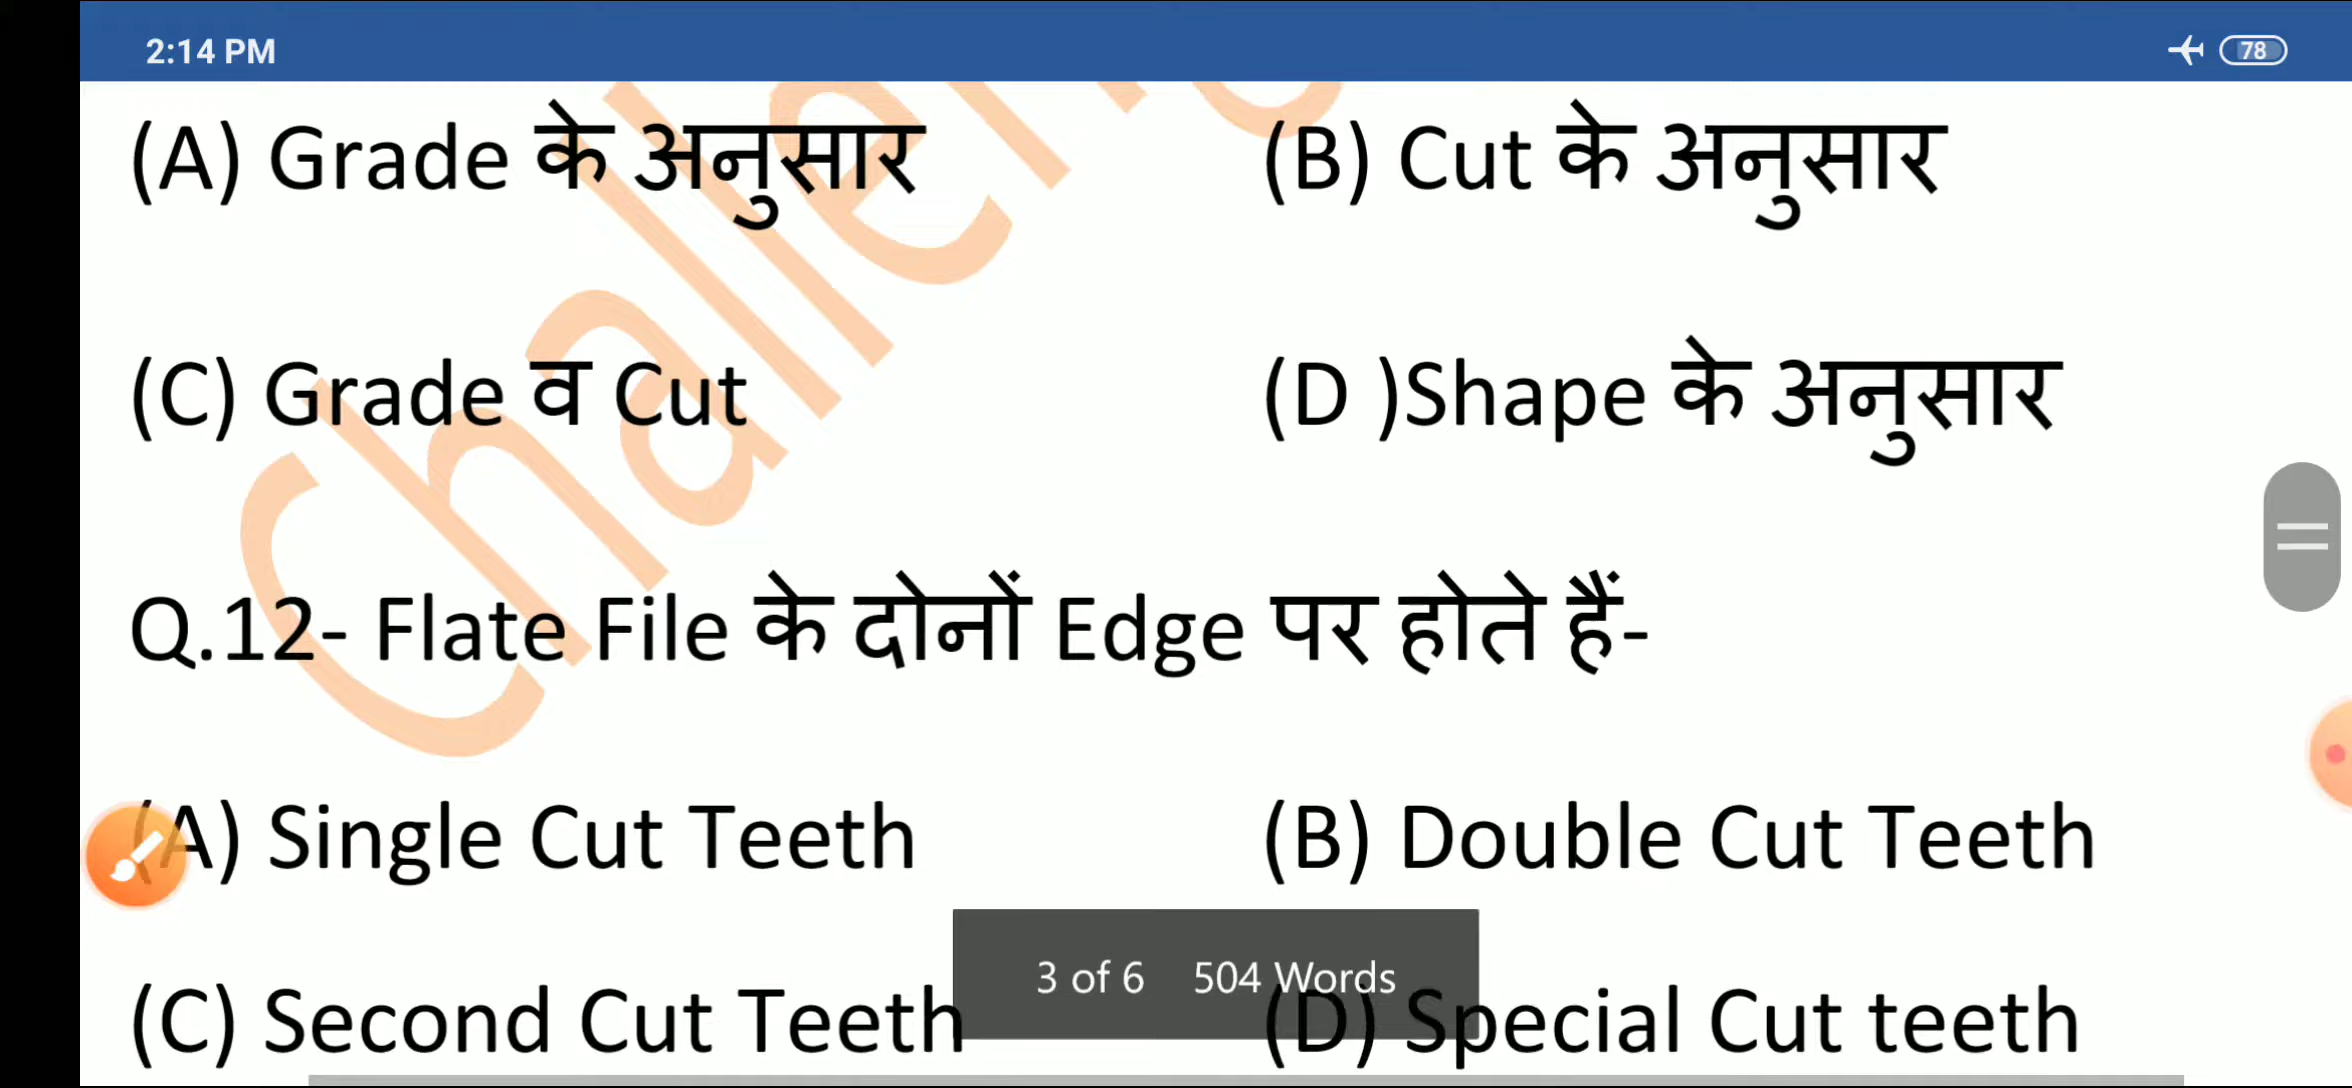 2:14 PM 78
Challen
(A) Grade के अनुसार (B) Cut के अनुसार
(C) Grade व Cut (D )Shape के अनुसार
Q.12- Flate File के दोनों Edge पर होते हैं-
(A) Single Cut Teeth (B) Double Cut Teeth
3 of 6 504 Words
(C) Second Cut Teeth (D) Special Cut teeth